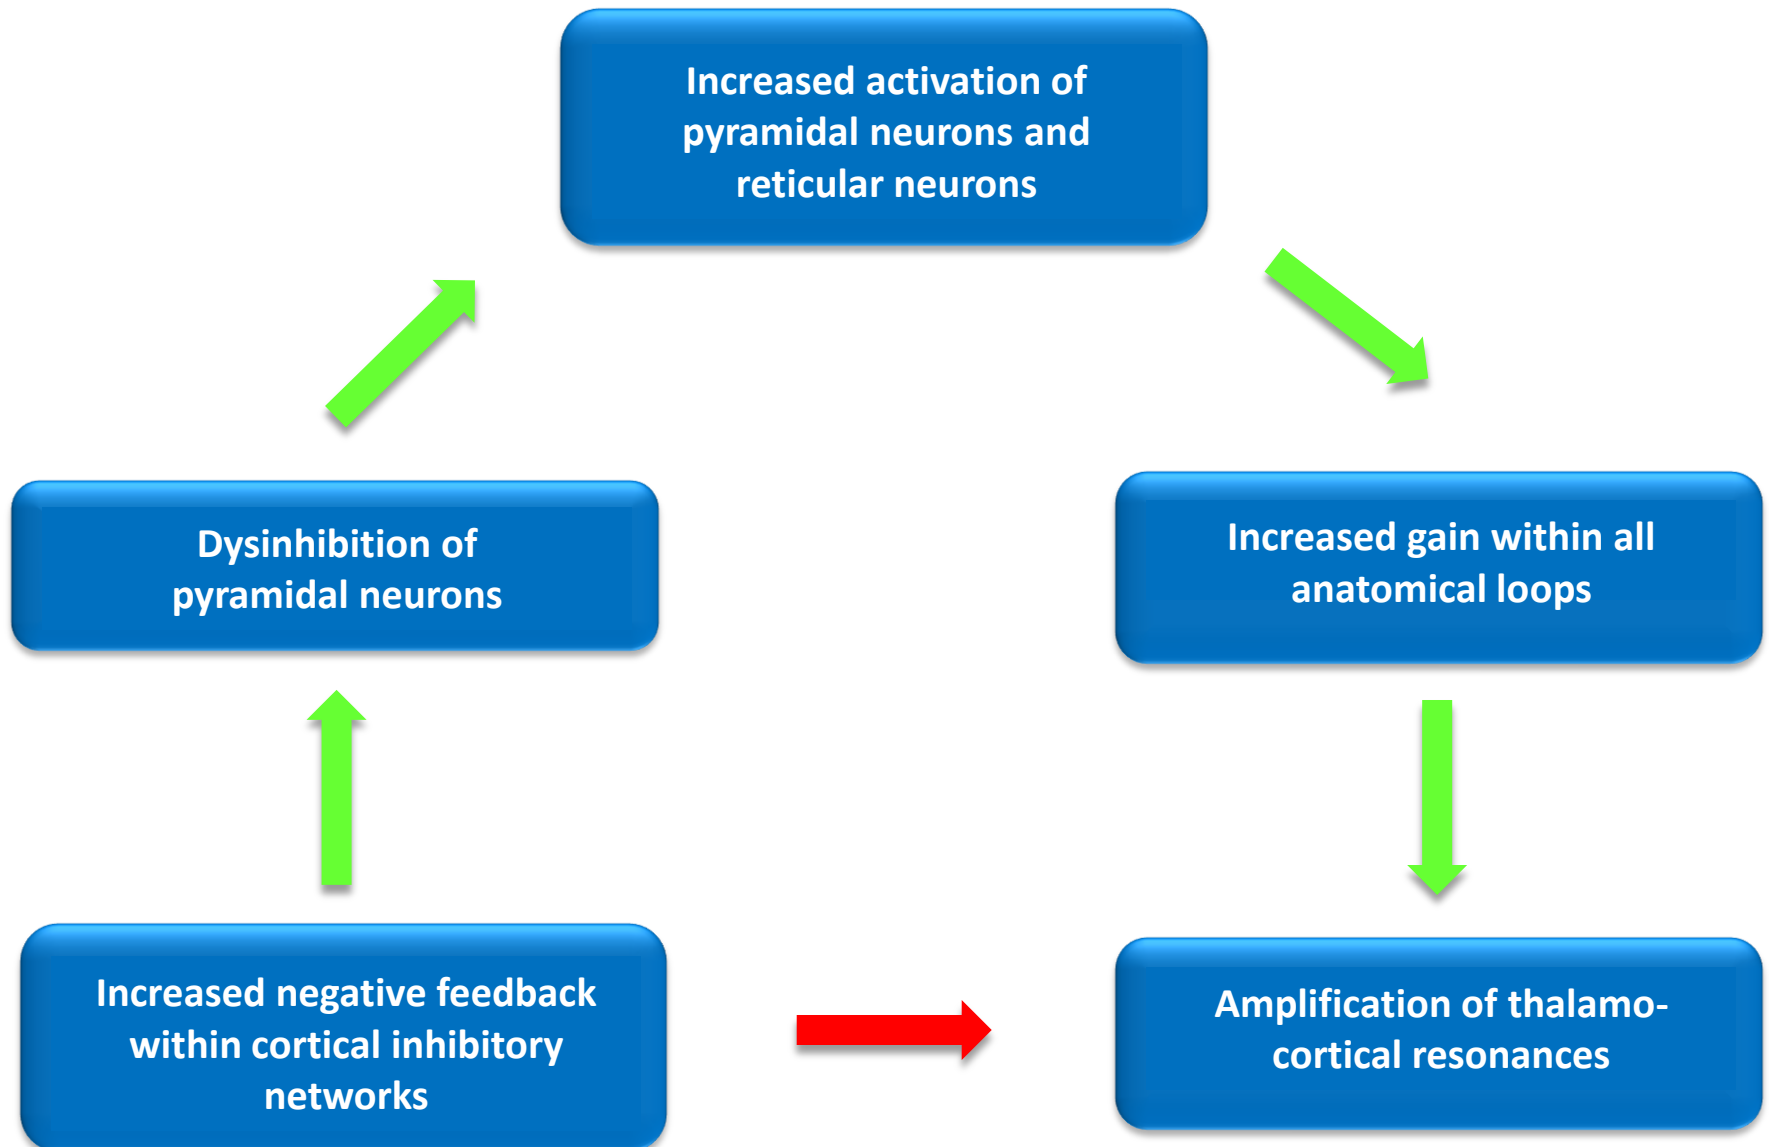 Increased activation of
pyramidal neurons and
reticular neurons
Dysinhibition of
pyramidal neurons
Increased gain within all
anatomical loops
Increased negative feedback
within cortical inhibitory
networks
Amplification of thalamo-
cortical resonances